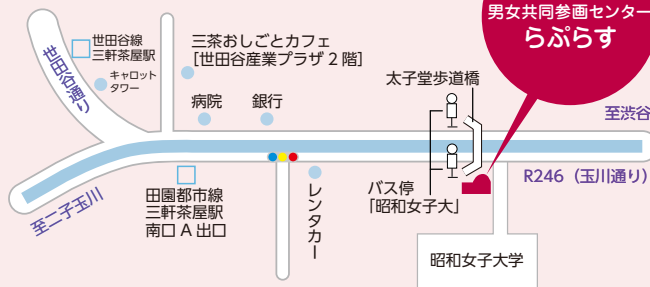 男女共同参画センター
らぷらす
世田谷線
三軒茶屋駅
キャロット
タワー
世田谷通り
三茶おしごとカフェ
[世田谷産業プラザ 2 階]
病院
銀行
太子堂歩道橋
至渋谷
R246（玉川通り）
至二子玉川
田園都市線
三軒茶屋駅
南口 A 出口
レンタカー
バス停
「昭和女子大」
昭和女子大学